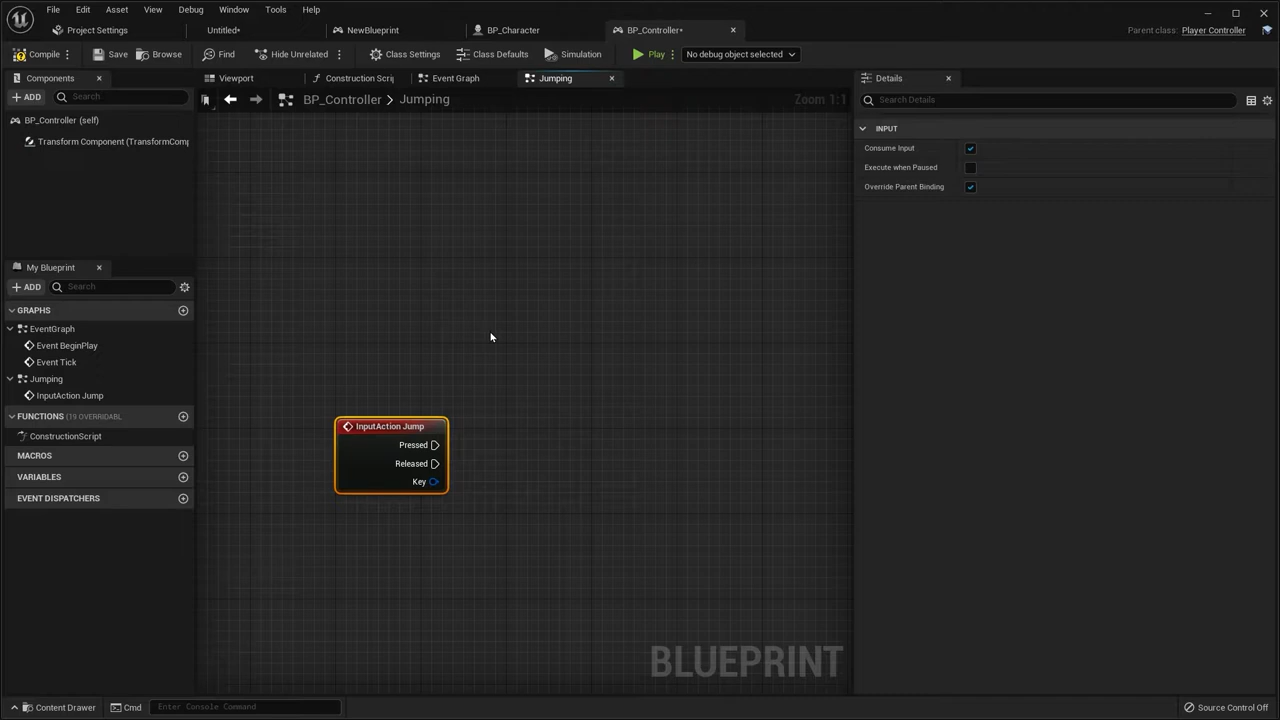 File Edit Asset View Debug Window Tools Help
Project Settings Untitled• NewBlueprint BP_Character BP_Controller• Parent class: Player Controller
Compile Save Browse Find Hide Unrelated Class Settings Class Defaults Simulation Play No debug object selected
Components Viewport Construction Scrip Event Graph Jumping Details
ADD Search BP_Controller > Jumping Zoom 1:1 Search Details
BP_Controller (self)
Transform Component (TransformComp
INPUT
Consume Input
Execute when Paused
Override Parent Binding
My Blueprint
ADD Search
GRAPHS
EventGraph
Event BeginPlay
Event Tick
Jumping
InputAction Jump
FUNCTIONS (19 OVERRIDABL
ConstructionScript
MACROS
VARIABLES
EVENT DISPATCHERS
InputAction Jump
Pressed
Released
Key
BLUEPRINT
Content Drawer Cmd Enter Console Command Source Control Off